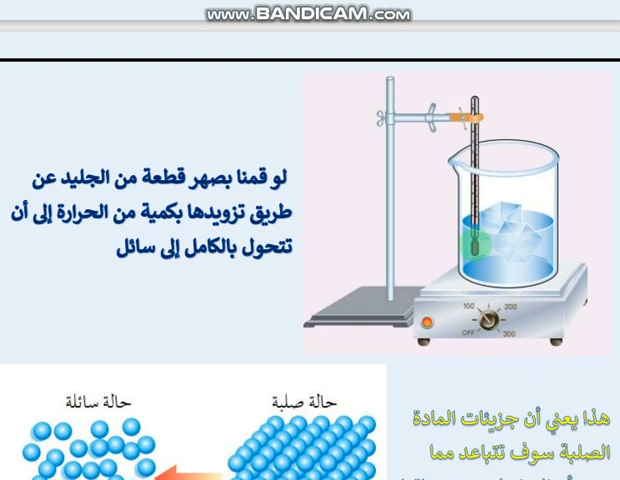 www.BANDICAM.com
لو قمنا بصهر قطعة من الجليد عن
طريق تزويدها بكمية من الحرارة إلى أن
تتحول بالكامل إلى سائل
100
200
OFF
300
حالة صلبة
حالة سائلة
هذا يعني أن جزيئات المادة
الصلبة سوف تتباعد مما